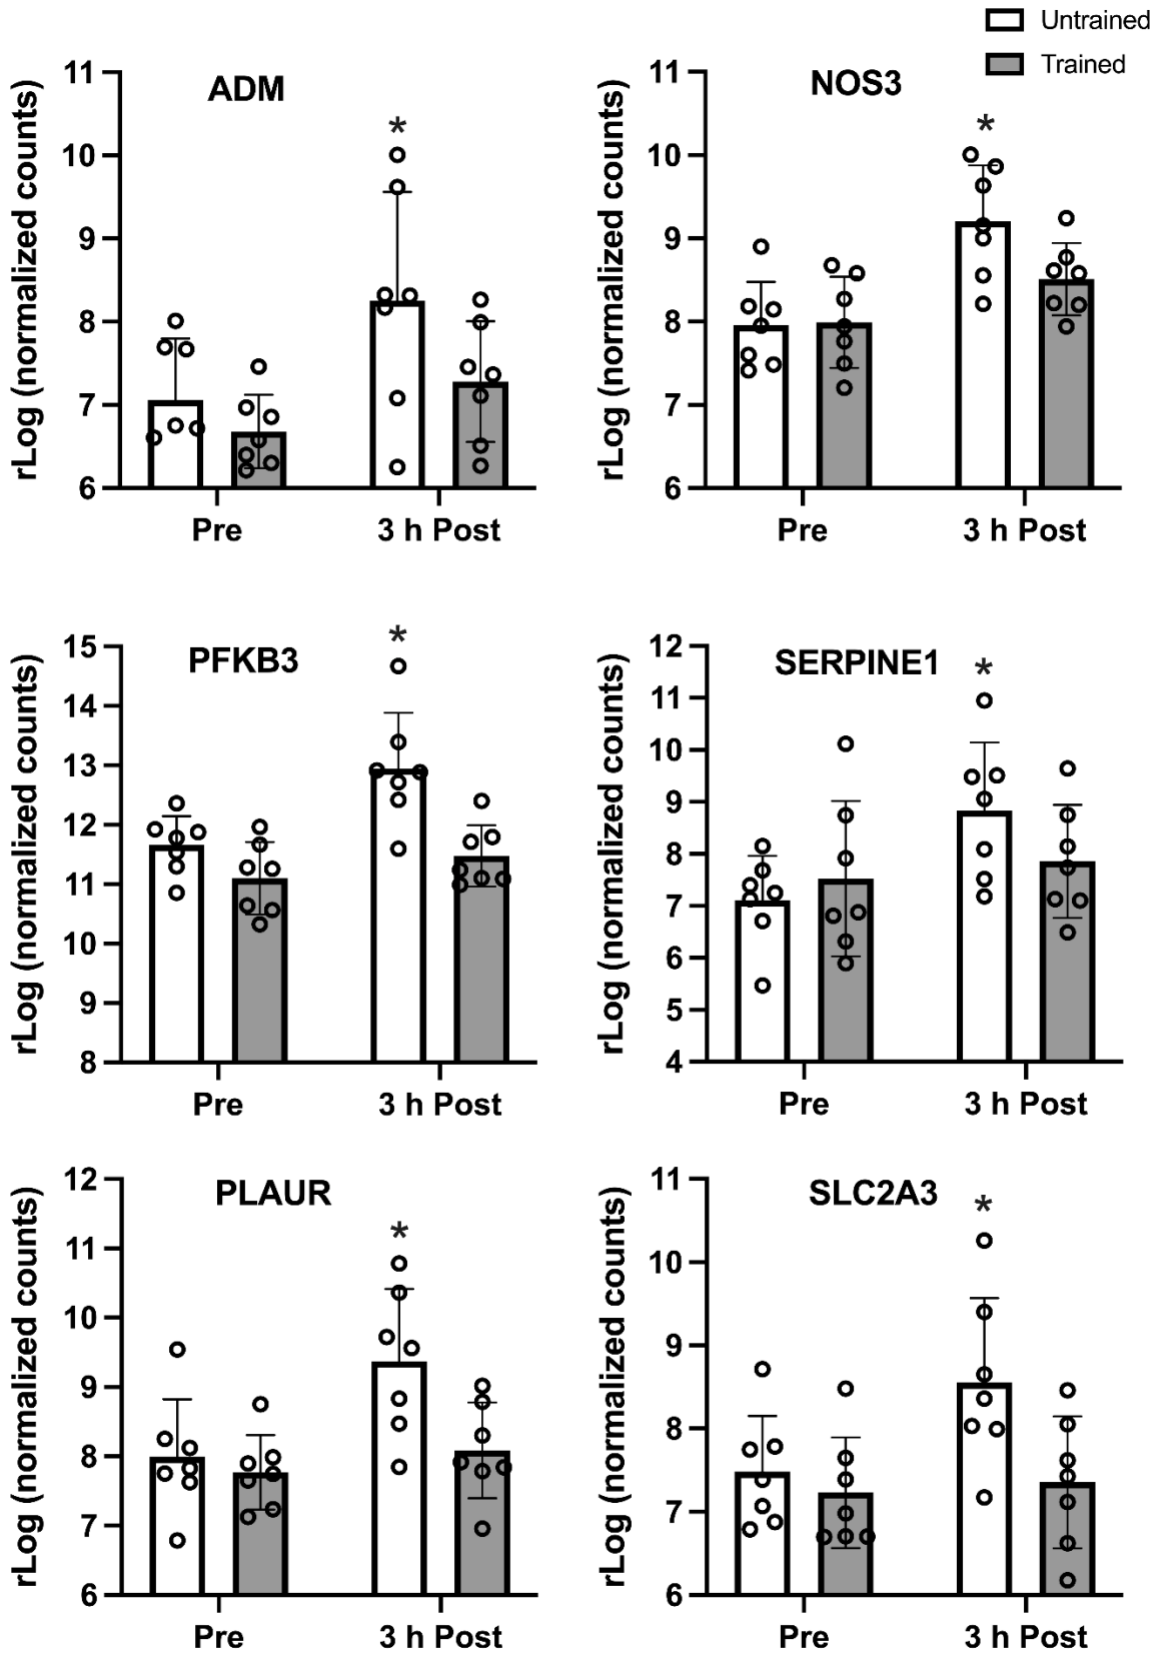 Untrained
Trained
ADM
rLog (normalized counts)
11
10
9
8
7
6
*
Pre
3 h Post
NOS3
rLog (normalized counts)
11
10
9
8
7
6
*
Pre
3 h Post
PFKB3
rLog (normalized counts)
15
14
13
12
11
10
9
8
*
Pre
3 h Post
SERPINE1
rLog (normalized counts)
12
11
10
9
8
7
6
5
4
*
Pre
3 h Post
PLAUR
rLog (normalized counts)
12
11
10
9
8
7
6
*
Pre
3 h Post
SLC2A3
rLog (normalized counts)
11
10
9
8
7
6
*
Pre
3 h Post